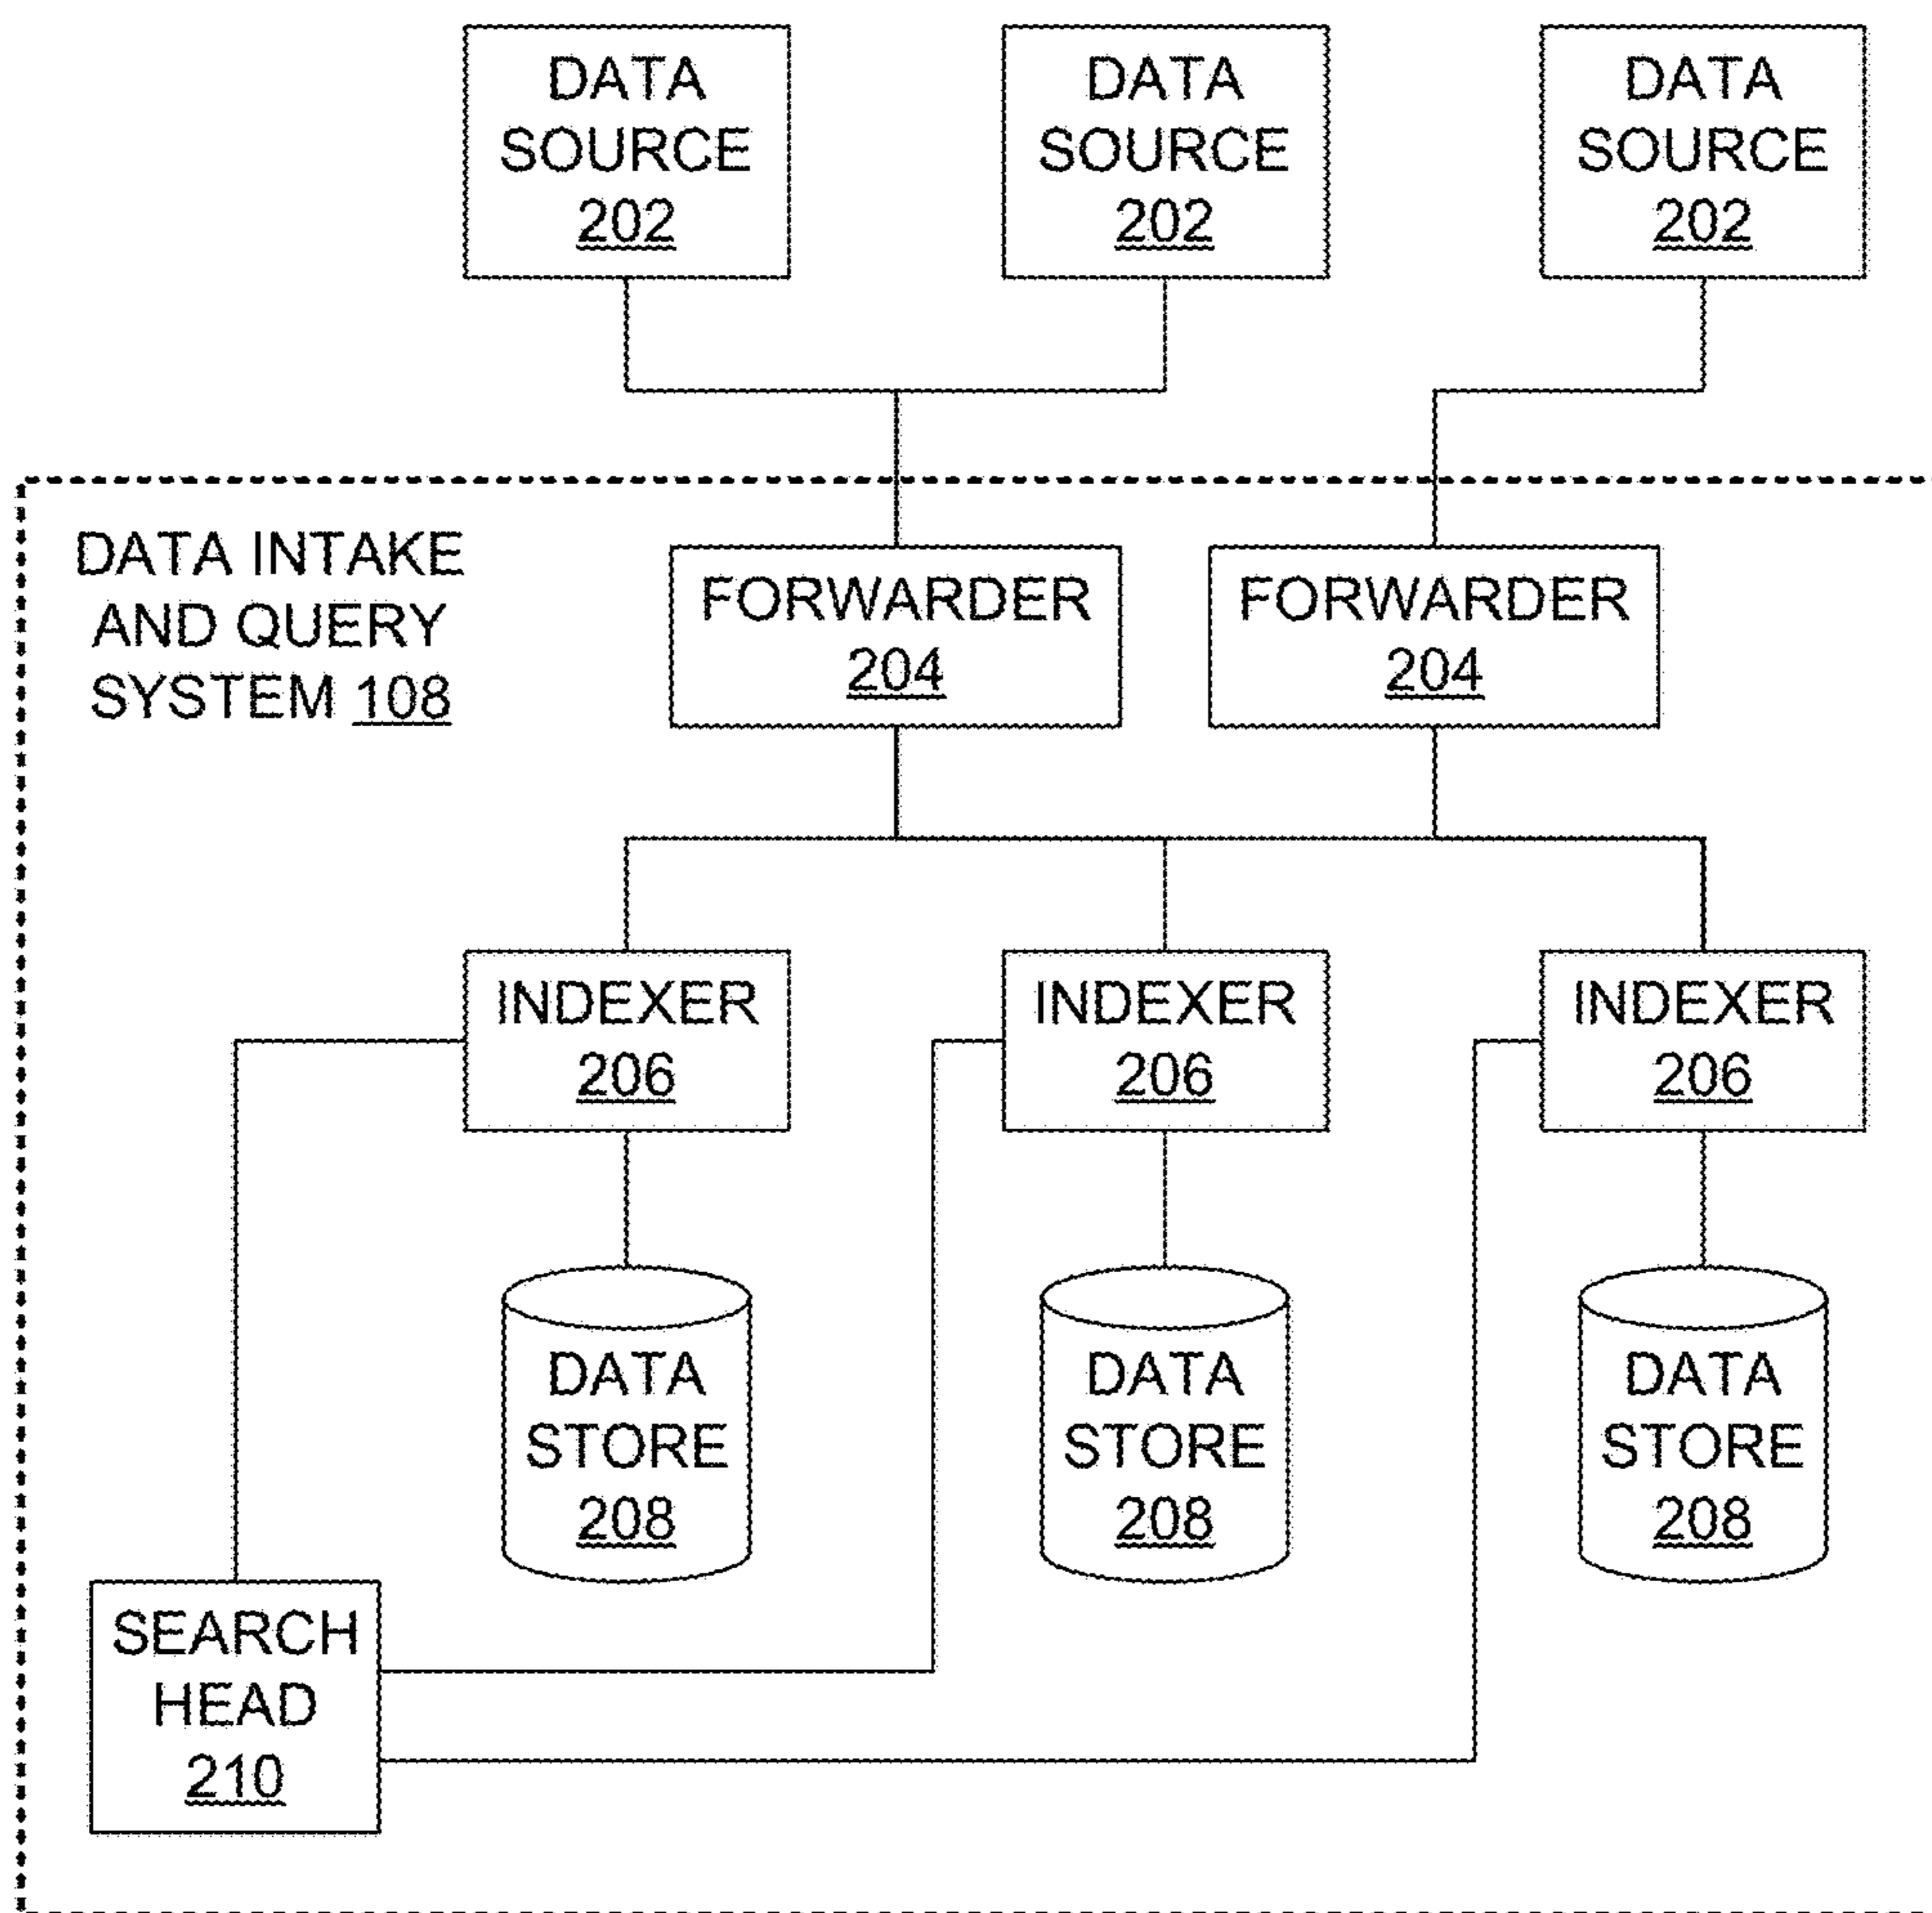 DATA
SOURCE
202
DATA
SOURCE
202
DATA
SOURCE
202
DATA INTAKE
AND QUERY
SYSTEM 108
FORWARDER
204
FORWARDER
204
INDEXER
206
INDEXER
206
INDEXER
206
DATA
STORE
208
DATA
STORE
208
DATA
STORE
208
SEARCH
HEAD
210